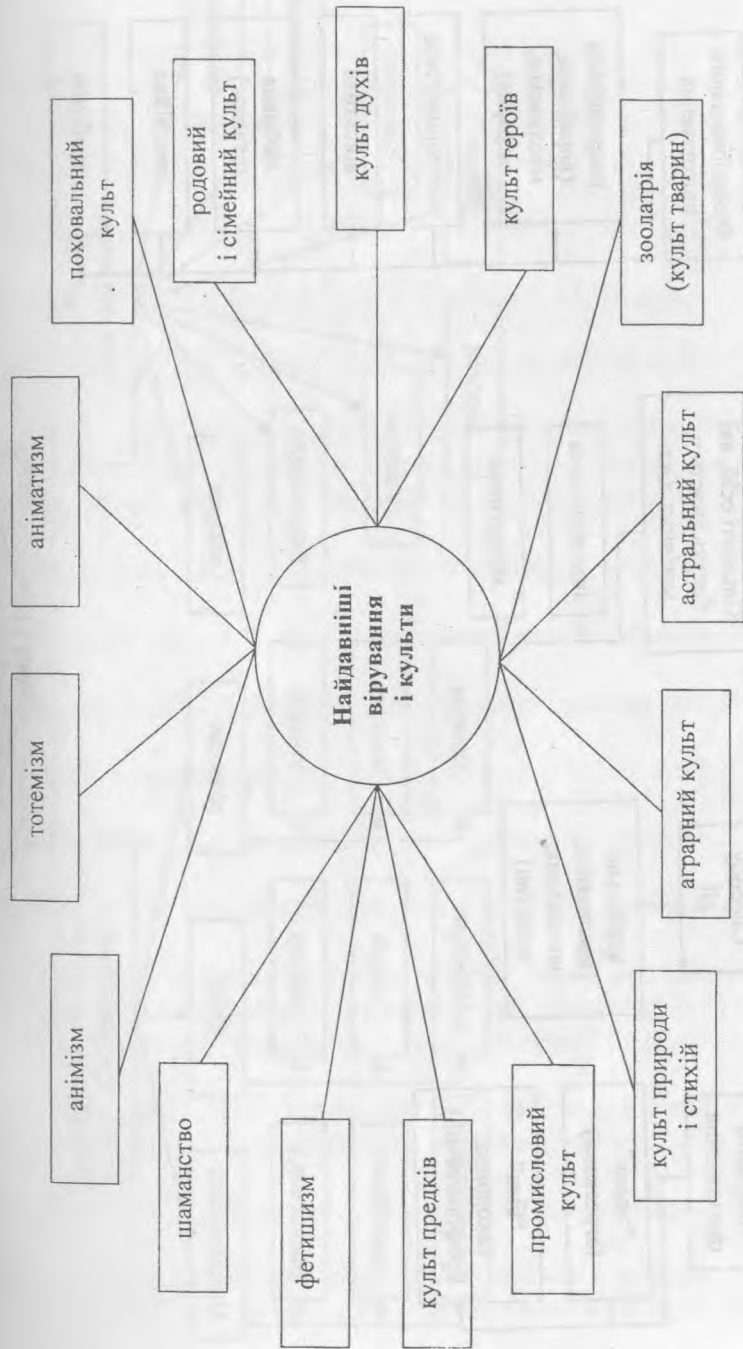 анімізм
тотемізм
аніматизм
поховальний
культ
шаманство
фетишизм
культ предків
промисловий
культ
Найдавніші
вірування
і культи
родовий
і сімейний культ
культ духів
культ героїв
культ природи
і стихій
аграрний культ
астральний культ
зоолатрія
(культ тварин)